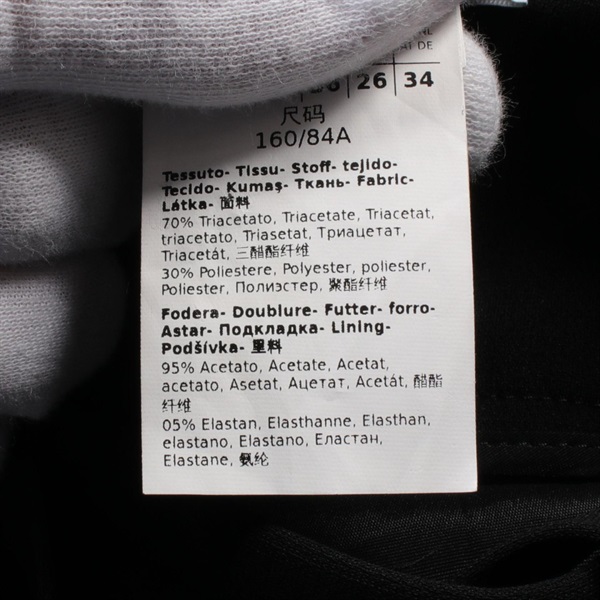 AT DE
26 34
尺码
160/84A
Tessuto- Tissu- Stoff- tejido-
Tecido- Kumaş- Ткань- Fabric-
Látka- 面料
70% Triacetato, Triacetate, Triacetat,
triacetato, Triasetat, Триацетат,
Triacetát, 三醋酯纤维
30% Poliestere, Polyester, poliester,
Poliester, Полиэстер, 聚酯纤维
Fodera- Doublure- Futter- forro-
Astar- Подкладка- Lining-
Podšívka- 里料
95% Acetato, Acetate, Acetat,
acetato, Asetat, Ацетат, Acetát, 醋酯
纤维
05% Elastan, Elasthanne, Elasthan,
elastano, Elastano, Еластан,
Elastane, 氨纶